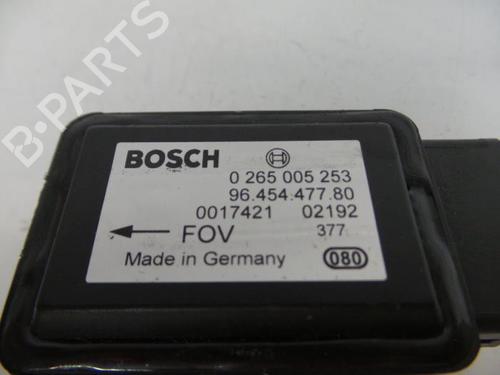 B-PARTS
BOSCH 0 265 005 253
96.454.477.80
0017421 02192
FOV 377
Made in Germany 080